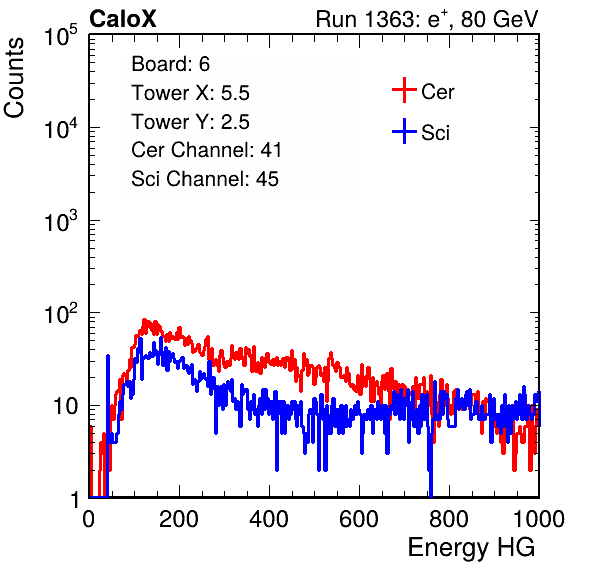 CaloX Run 1363: e⁺, 80 GeV
Counts
10⁵
10⁴
10³
10²
10
1
Board: 6
Tower X: 5.5
Tower Y: 2.5
Cer Channel: 41
Sci Channel: 45
Cer
Sci
0 200 400 600 800 1000
Energy HG